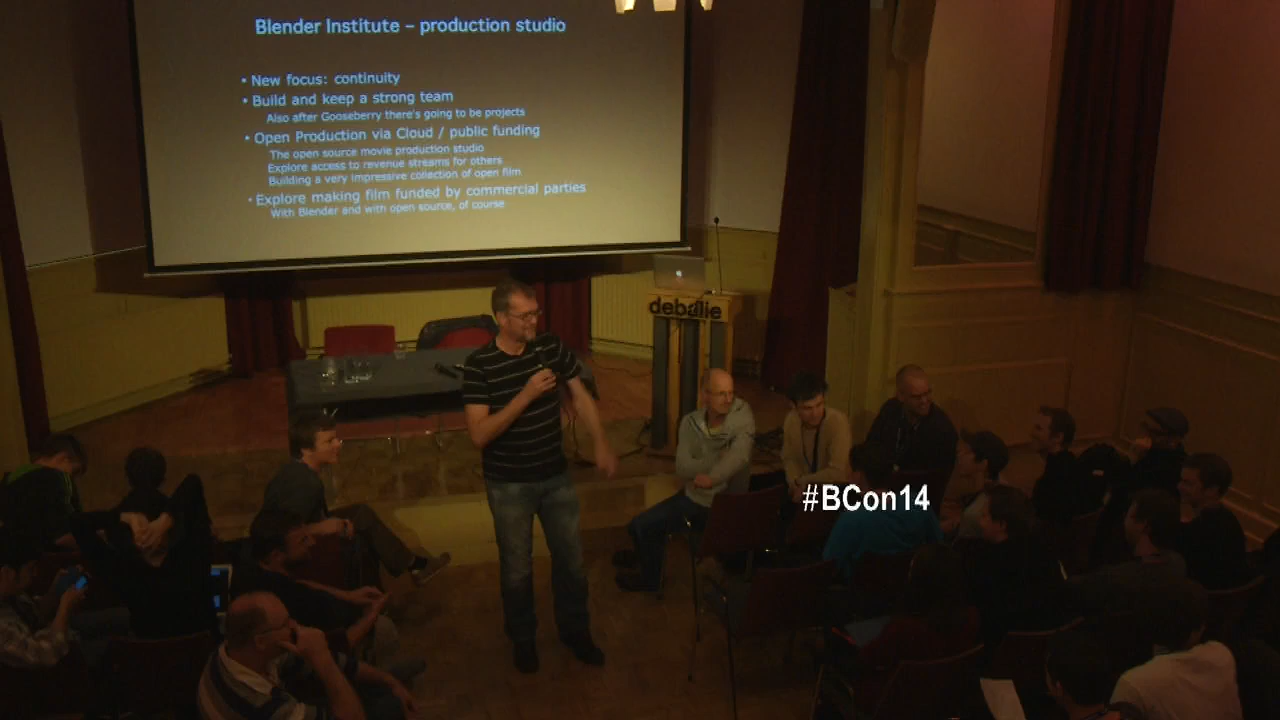 Blender Institute – production studio
• New focus: continuity
• Build and keep a strong team
Also after Gooseberry there's going to be projects
• Open Production via Cloud / public funding
The open source movie production studio
Explore access to revenue streams for others
Building a very impressive collection of open film
• Explore making film funded by commercial parties
With Blender and with open source, of course
debalie
#BCon14